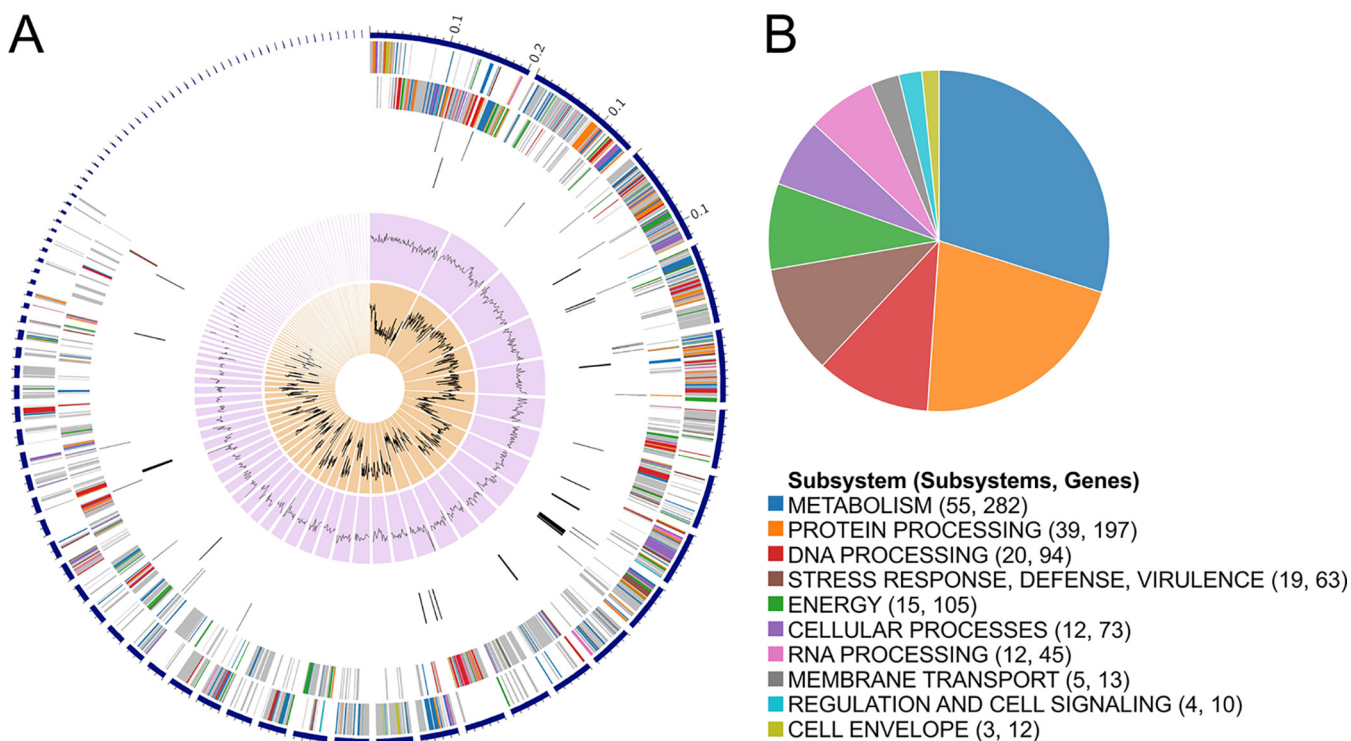 A
B
0.1
0.2
0.1
0.1
Subsystem (Subsystems, Genes)
METABOLISM (55, 282)
PROTEIN PROCESSING (39, 197)
DNA PROCESSING (20, 94)
STRESS RESPONSE, DEFENSE, VIRULENCE (19, 63)
ENERGY (15, 105)
CELLULAR PROCESSES (12, 73)
RNA PROCESSING (12, 45)
MEMBRANE TRANSPORT (5, 13)
REGULATION AND CELL SIGNALING (4, 10)
CELL ENVELOPE (3, 12)